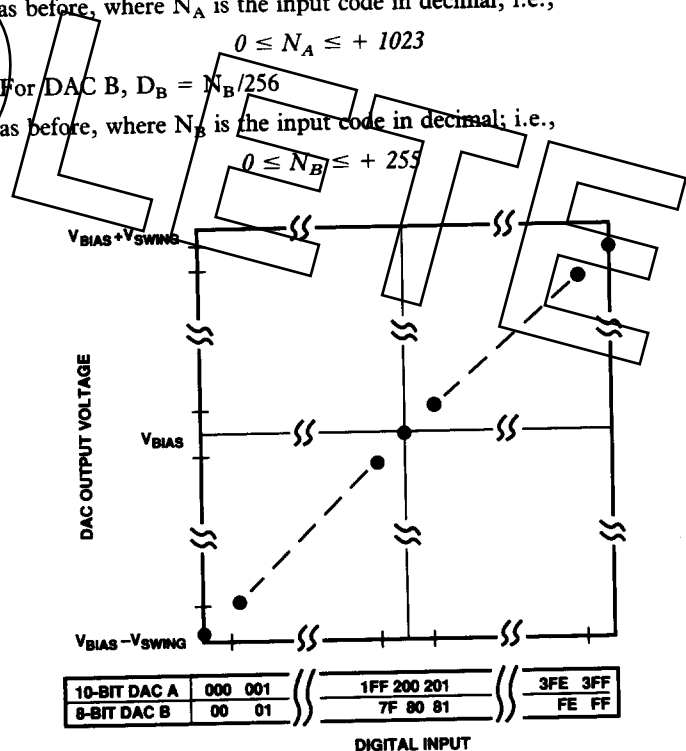 as before, where N_A is the input code in decimal; i.e.,
0 ≤ N_A ≤ + 1023
For DAC B, D_B = N_B/256
as before, where N_B is the input code in decimal; i.e.,
0 ≤ N_B ≤ + 255
V_BIAS+V_SWING
DAC OUTPUT VOLTAGE
V_BIAS
V_BIAS−V_SWING
10-BIT DAC A 000 001 1FF 200 201 3FE 3FF
8-BIT DAC B 00 01 7F 80 81 FE FF
DIGITAL INPUT